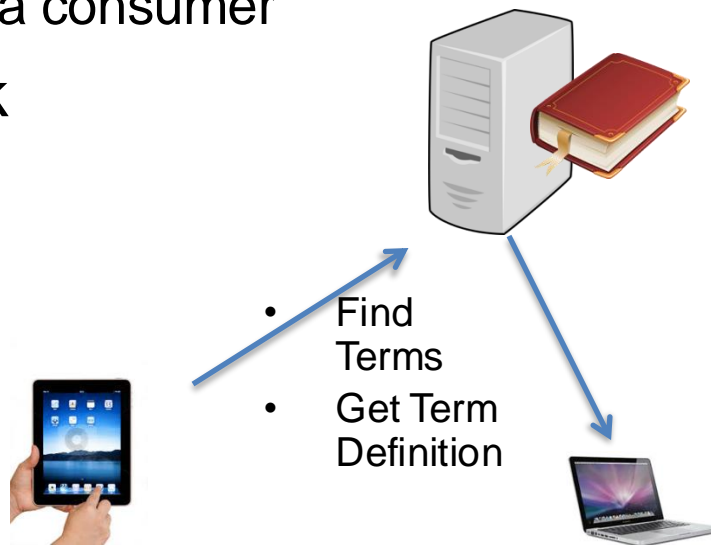 a consumer
• Find
Terms
• Get Term
Definition